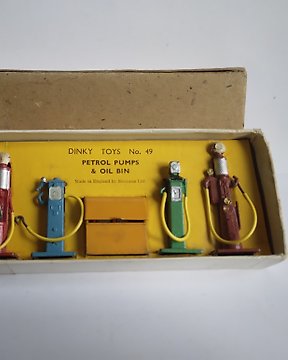 DINKY TOYS No. 49
PETROL PUMPS
& OIL BIN
Made in England by Meccano Ltd.